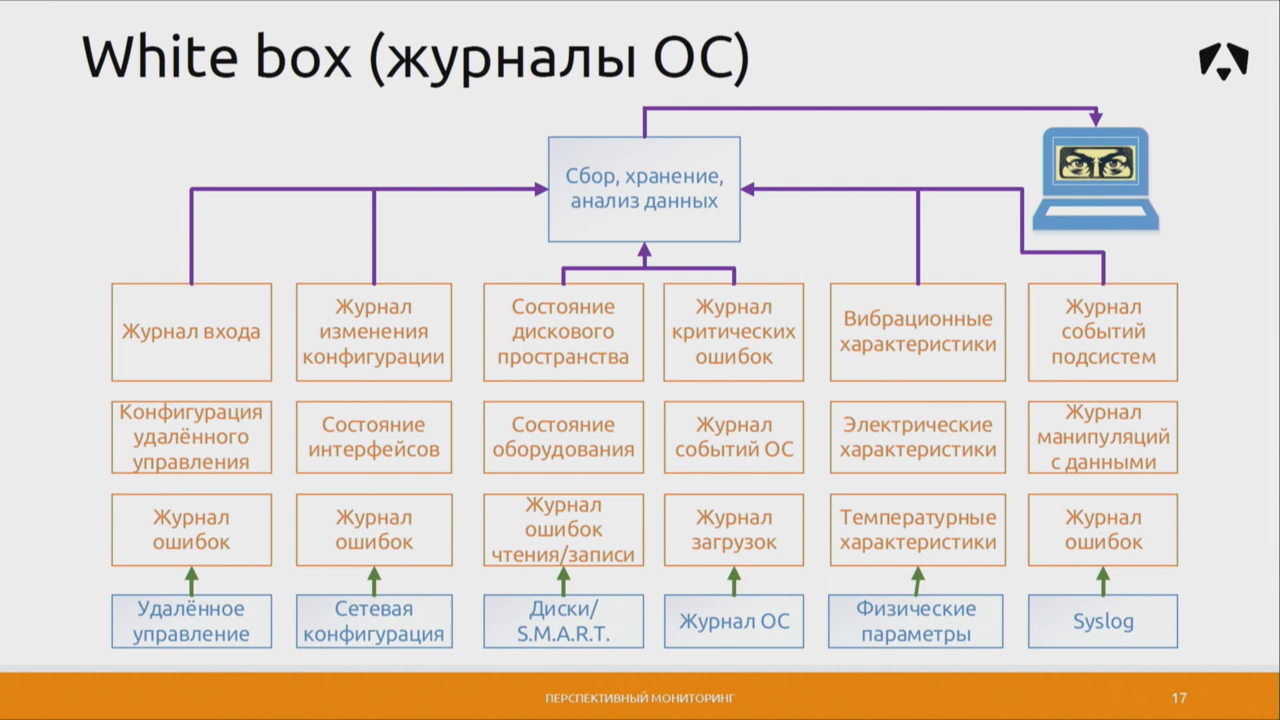 White box (журналы ОС)
Сбор, хранение,
анализ данных
Журнал входа
Журнал
изменения
конфигурации
Состояние
дискового
пространства
Журнал
критических
ошибок
Вибрационные
характеристики
Журнал
событий
подсистем
Конфигурация
удалённого
управления
Состояние
интерфейсов
Состояние
оборудования
Журнал
событий ОС
Электрические
характеристики
Журнал
манипуляций
с данными
Журнал
ошибок
Журнал
ошибок
Журнал
ошибок
чтения/записи
Журнал
загрузок
Температурные
характеристики
Журнал
ошибок
Удалённое
управление
Сетевая
конфигурация
Диски/
S.M.A.R.T.
Журнал ОС
Физические
параметры
Syslog
ПЕРСПЕКТИВНЫЙ МОНИТОРИНГ
17